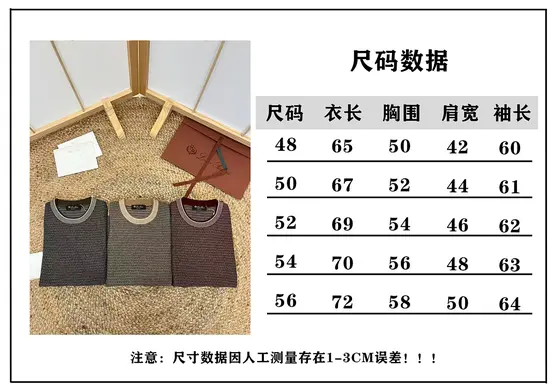 尺码数据
尺码 衣长 胸围 肩宽 袖长
48 65 50 42 60
50 67 52 44 61
52 69 54 46 62
54 70 56 48 63
56 72 58 50 64
注意：尺寸数据因人工测量存在1-3CM误差！！！